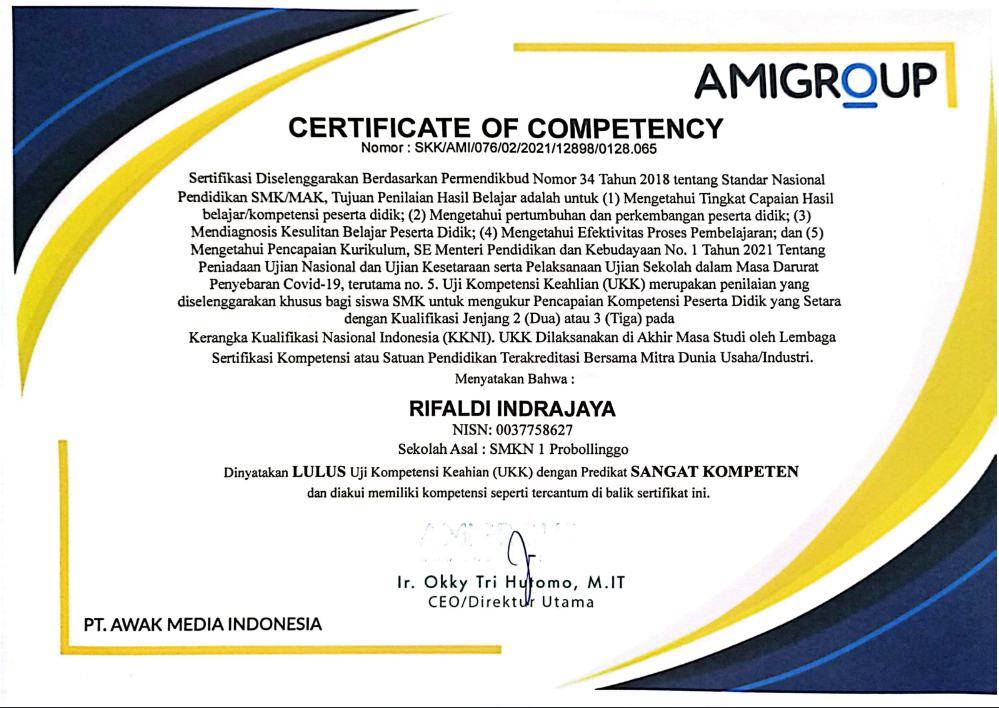 AMIGROUP
CERTIFICATE OF COMPETENCY
Nomor : SKK/AMI/076/02/2021/12898/0128.065
Sertifikasi Diselenggarakan Berdasarkan Permendikbud Nomor 34 Tahun 2018 tentang Standar Nasional
Pendidikan SMK/MAK, Tujuan Penilaian Hasil Belajar adalah untuk (1) Mengetahui Tingkat Capaian Hasil
belajar/kompetensi peserta didik; (2) Mengetahui pertumbuhan dan perkembangan peserta didik; (3)
Mendiagnosis Kesulitan Belajar Peserta Didik; (4) Mengetahui Efektivitas Proses Pembelajaran; dan (5)
Mengetahui Pencapaian Kurikulum, SE Menteri Pendidikan dan Kebudayaan No. 1 Tahun 2021 Tentang
Peniadaan Ujian Nasional dan Ujian Kesetaraan serta Pelaksanaan Ujian Sekolah dalam Masa Darurat
Penyebaran Covid-19, terutama no. 5. Uji Kompetensi Keahlian (UKK) merupakan penilaian yang
diselenggarakan khusus bagi siswa SMK untuk mengukur Pencapaian Kompetensi Peserta Didik yang Setara
dengan Kualifikasi Jenjang 2 (Dua) atau 3 (Tiga) pada
Kerangka Kualifikasi Nasional Indonesia (KKNI). UKK Dilaksanakan di Akhir Masa Studi oleh Lembaga
Sertifikasi Kompetensi atau Satuan Pendidikan Terakreditasi Bersama Mitra Dunia Usaha/Industri.
Menyatakan Bahwa :
RIFALDI INDRAJAYA
NISN: 0037758627
Sekolah Asal : SMKN 1 Probollinggo
Dinyatakan LULUS Uji Kompetensi Keahian (UKK) dengan Predikat SANGAT KOMPETEN
dan diakui memiliki kompetensi seperti tercantum di balik sertifikat ini.
AMIGROUP
Ir. Okky Tri Hutomo, M.IT
CEO/Direktur Utama
PT. AWAK MEDIA INDONESIA